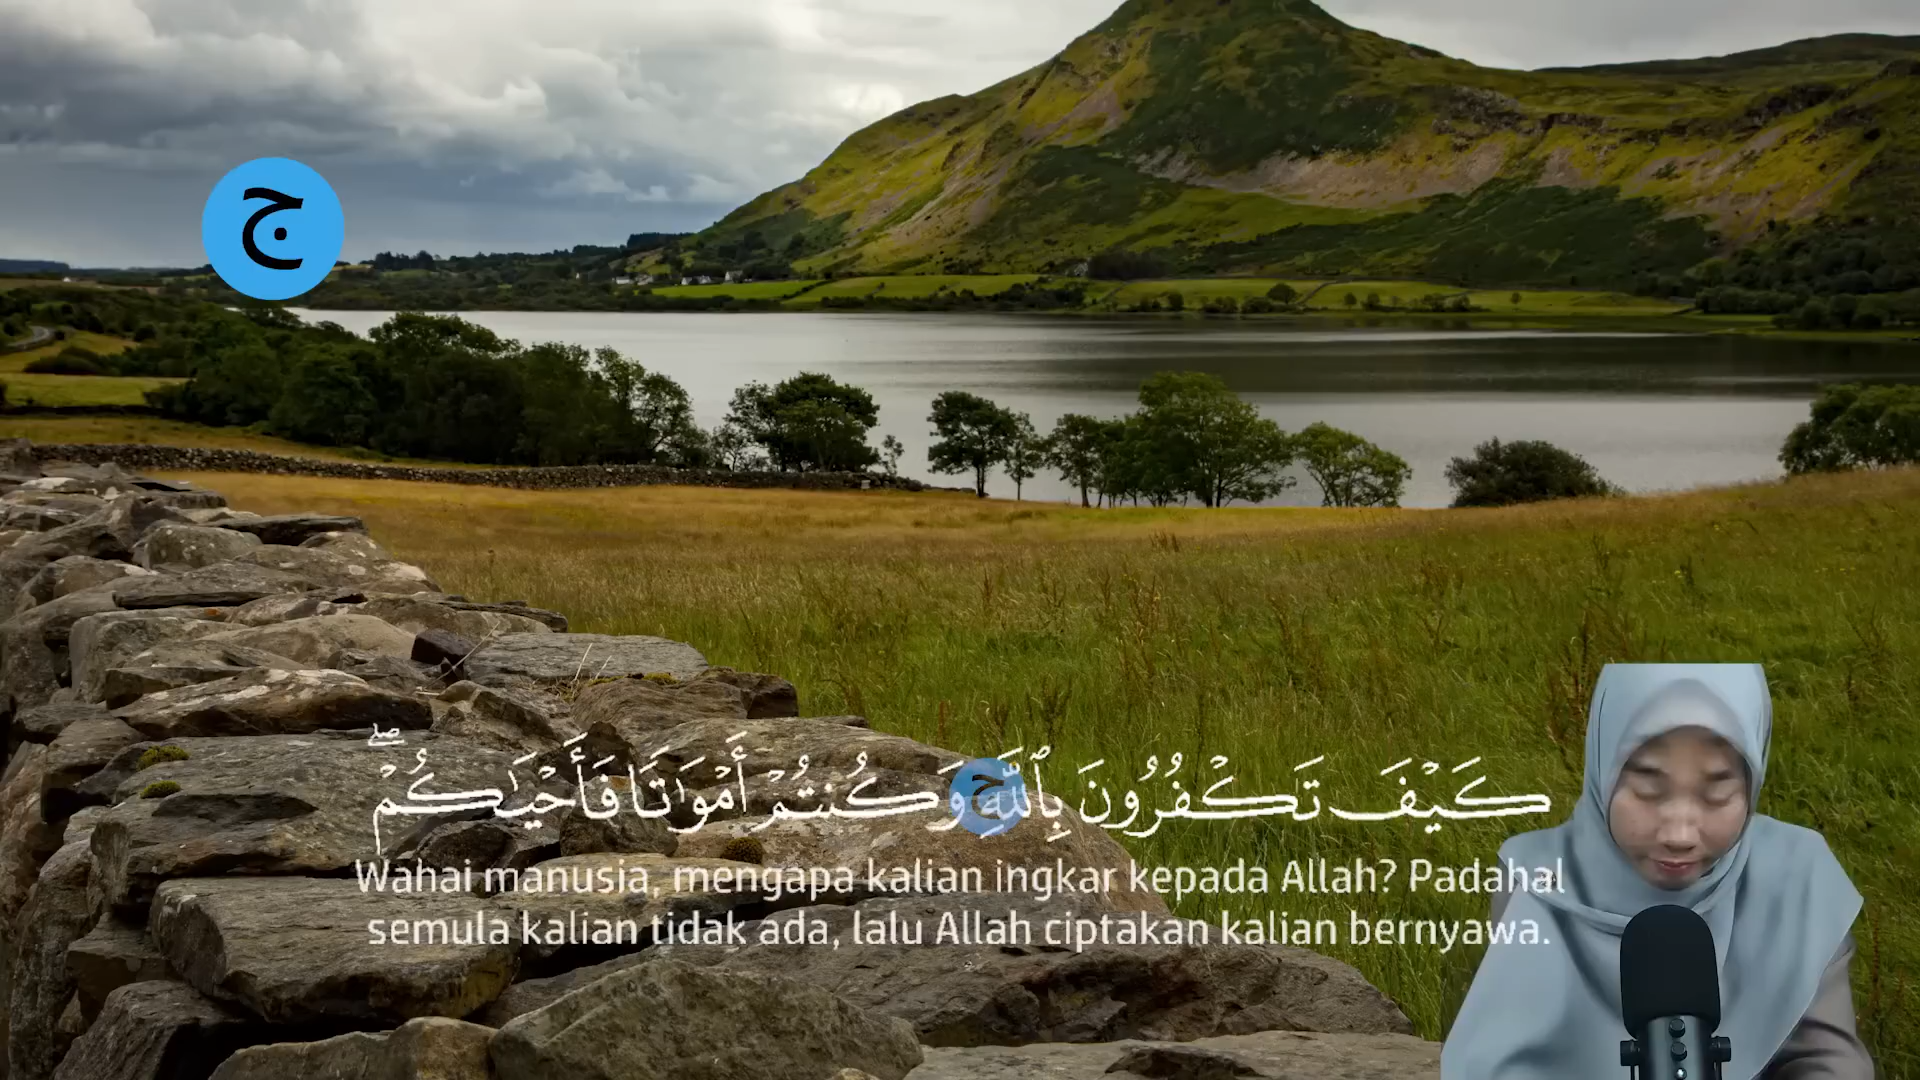 ج
كَيْفَ تَكْفُرُونَ بِٱللَّهِ وَكُنتُمْ أَمْوَٰتًا فَأَحْيَـٰكُمْ ۖ
ج
Wahai manusia, mengapa kalian ingkar kepada Allah? Padahal
semula kalian tidak ada, lalu Allah ciptakan kalian bernyawa.